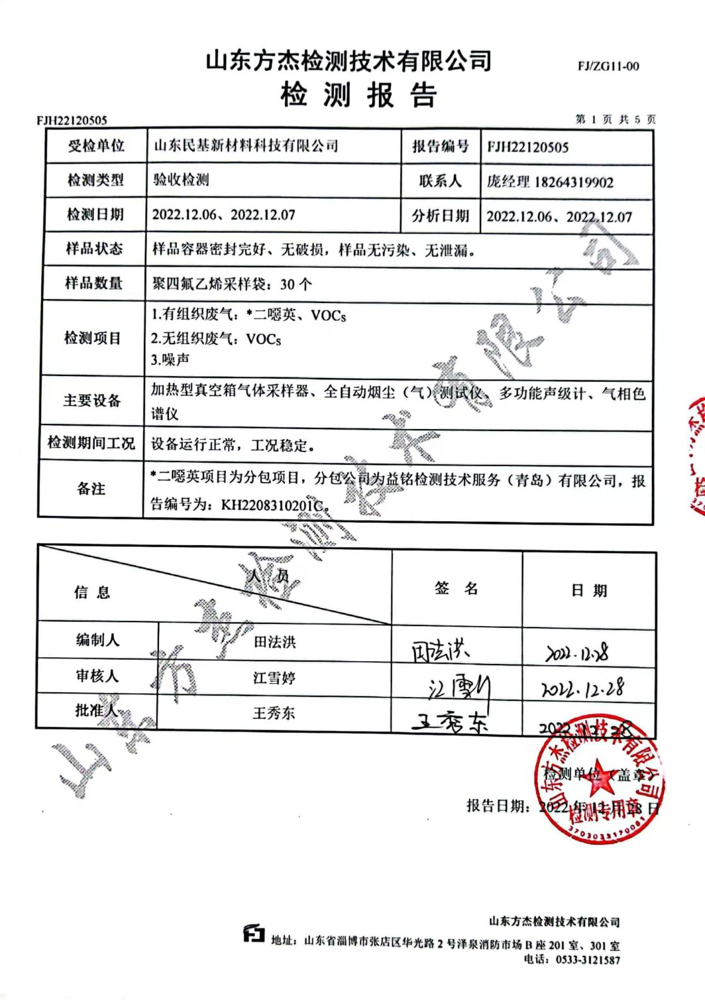 山东方杰检测技术有限公司
FJ/ZG11-00
检测报告
FJH22120505
第 1 页 共 5 页
受检单位 山东民基新材料科技有限公司 报告编号 FJH22120505
检测类型 验收检测 联系人 庞经理 18264319902
检测日期 2022.12.06、2022.12.07 分析日期 2022.12.06、2022.12.07
样品状态 样品容器密封完好、无破损，样品无污染、无泄漏。
样品数量 聚四氟乙烯采样袋：30 个
检测项目
1.有组织废气：*二噁英、VOCs
2.无组织废气：VOCs
3.噪声
主要设备
加热型真空箱气体采样器、全自动烟尘（气）测试仪、多功能声级计、气相色
谱仪
检测期间工况 设备运行正常，工况稳定。
备注
*二噁英项目为分包项目，分包公司为益铭检测技术服务（青岛）有限公司，报
告编号为：KH2208310201C。
人 员
信 息
签 名
日 期
编制人 田法洪 田法洪 2022.12.28
审核人 江雪婷 江雪婷 2022.12.28
批准人 王秀东 王秀东 2022.12.28
检测单位（盖章）
报告日期：2022 年 12 月 28 日
山东方杰检测技术有限公司
检测专用章
山东方杰检测技术有限公司
山东方杰检测技术有限公司
地址：山东省淄博市张店区华光路 2 号泽泉消防市场 B 座 201 室、301 室
电话：0533-3121587